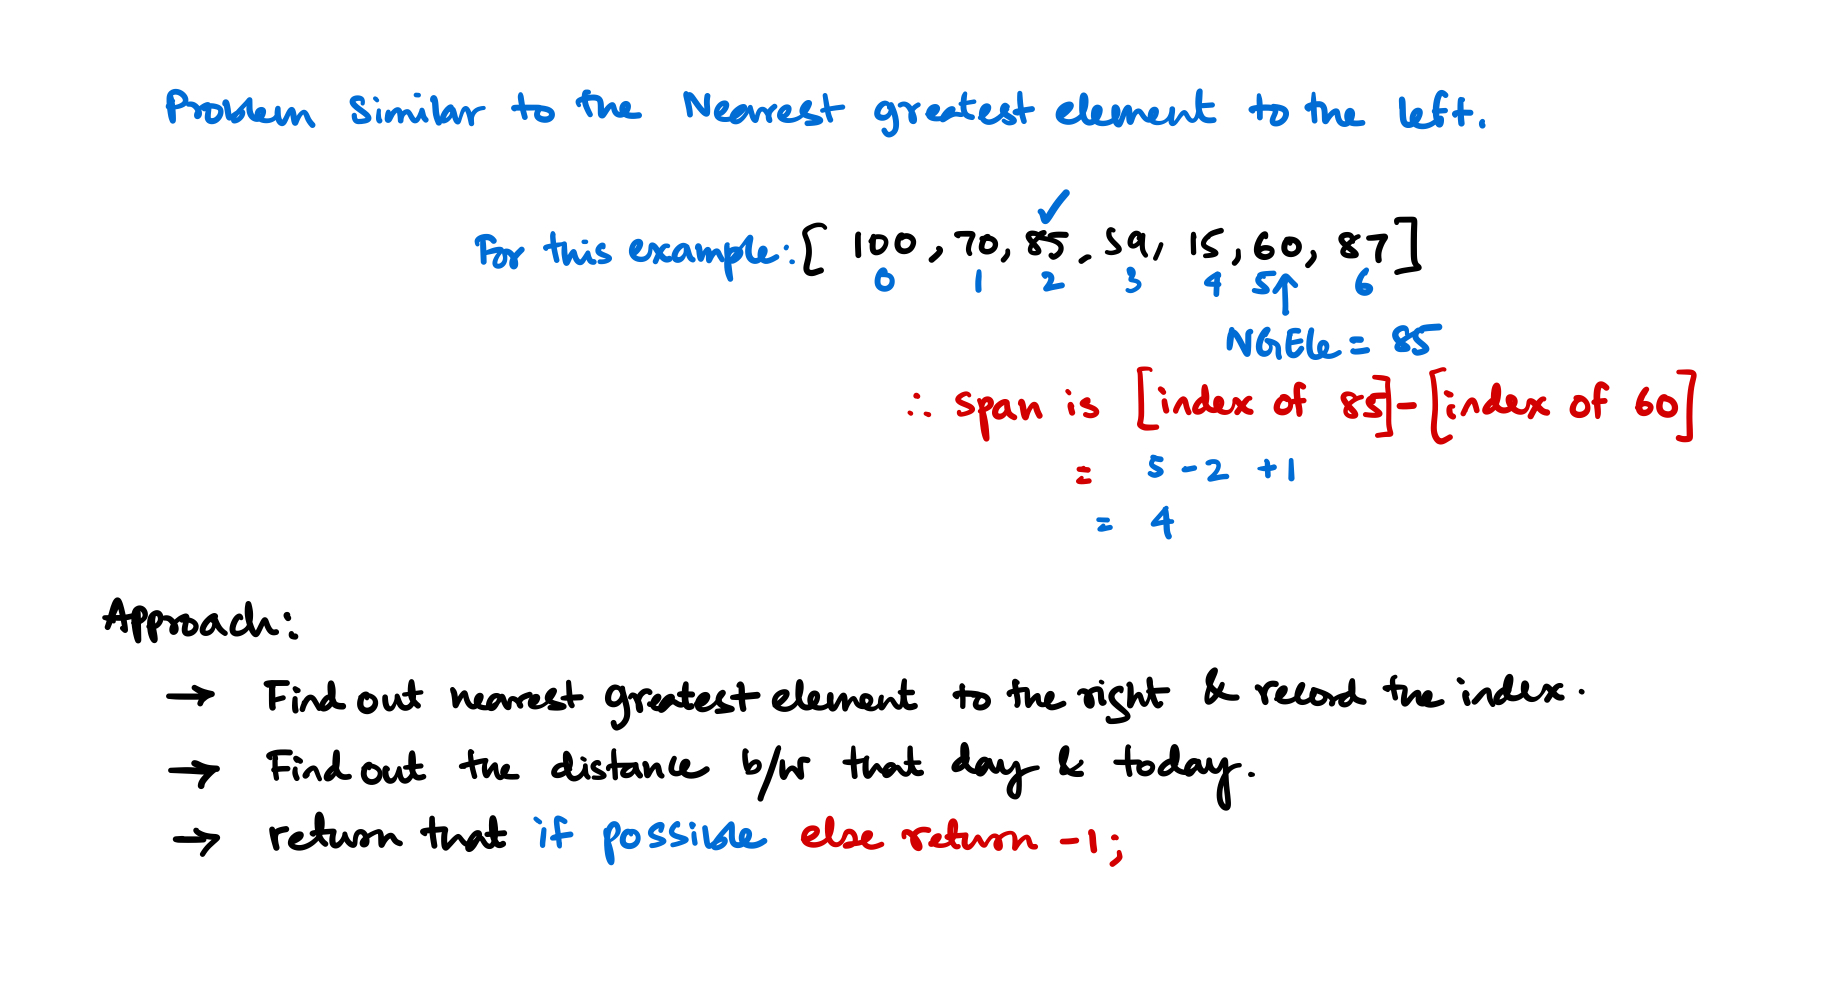 Problem Similar to the Nearest greatest element to the left.
✓
For this example: [ 100, 70, 85, 59, 15, 60, 87 ]
0 1 2 3 4 5↑ 6
NGEle = 85
∴ span is [index of 85] - [index of 60]
= 5 - 2 + 1
= 4
Approach:
→ Find out nearest greatest element to the right & record the index.
→ Find out the distance b/w that day & today.
→ return that if possible else return -1;